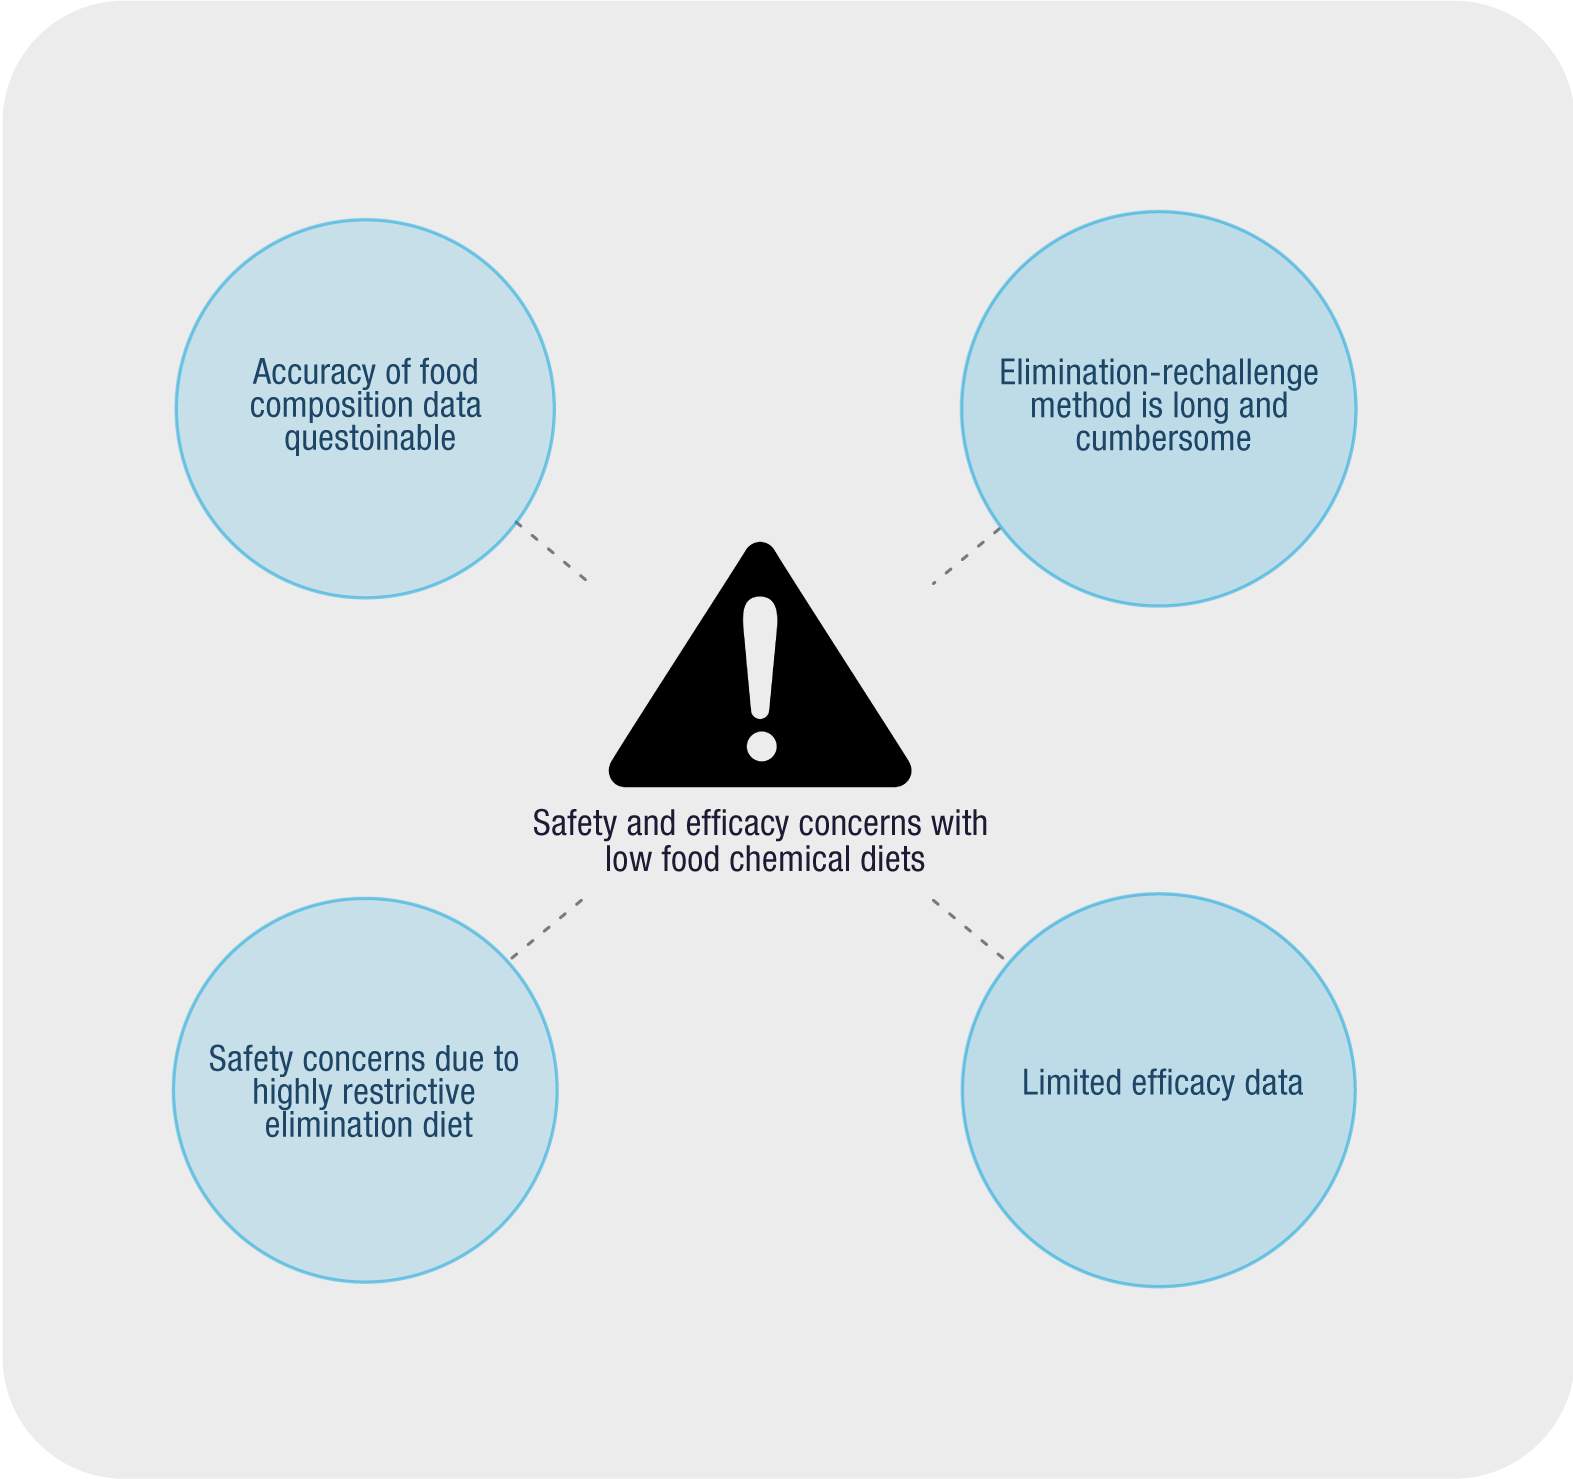 Accuracy of food
composition data
questoinable
Elimination-rechallenge
method is long and
cumbersome
Safety and efficacy concerns with
low food chemical diets
Safety concerns due to
highly restrictive
elimination diet
Limited efficacy data